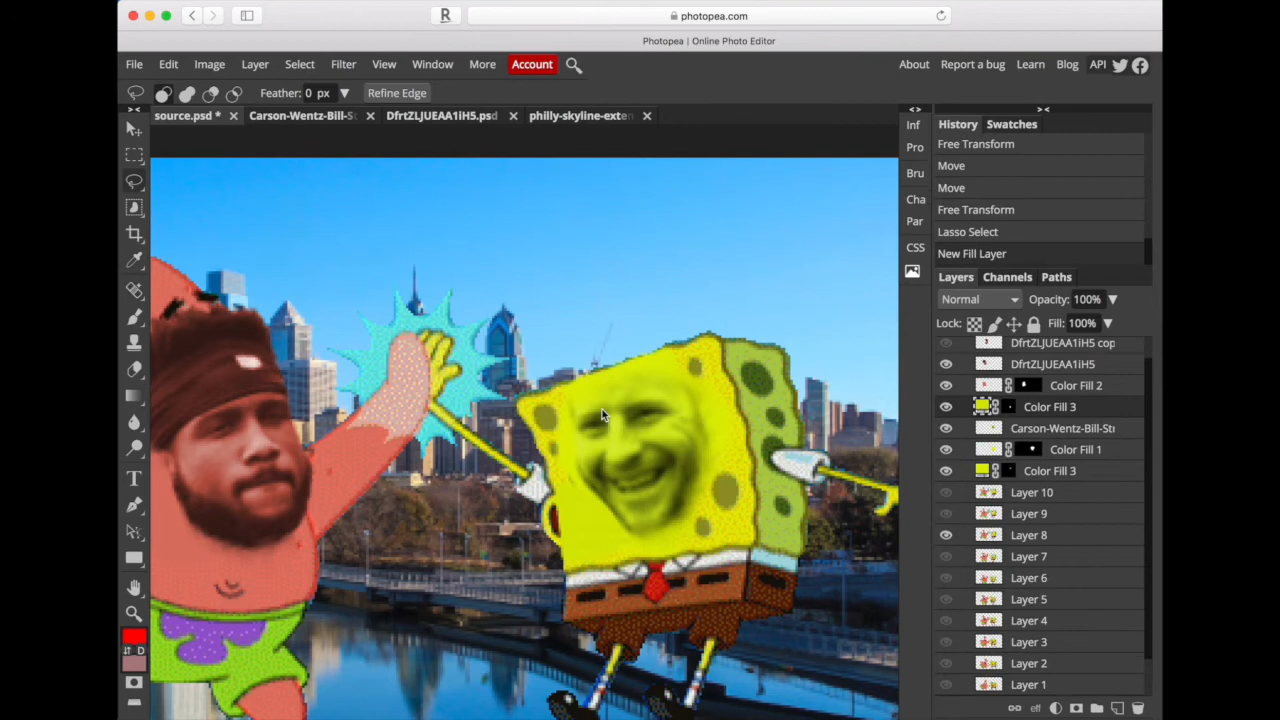 photopea.com
Photopea | Online Photo Editor
File Edit Image Layer Select Filter View Window More Account About Report a bug Learn Blog API
Feather: 0 px Refine Edge
source.psd * Carson-Wentz-Bill-St DfrtZLJUEAA1iH5.psd philly-skyline-exten
> < < > > <
Inf
Pro
Bru
Cha
Par
CSS
History Swatches
Free Transform
Move
Move
Free Transform
Lasso Select
New Fill Layer
Layers Channels Paths
Normal Opacity: 100%
Lock: Fill: 100%
DfrtZLJUEAA1iH5 cop
DfrtZLJUEAA1iH5
Color Fill 2
Color Fill 3
Carson-Wentz-Bill-Stu
Color Fill 1
Color Fill 3
Layer 10
Layer 9
Layer 8
Layer 7
Layer 6
Layer 5
Layer 4
Layer 3
Layer 2
Layer 1
eff
D